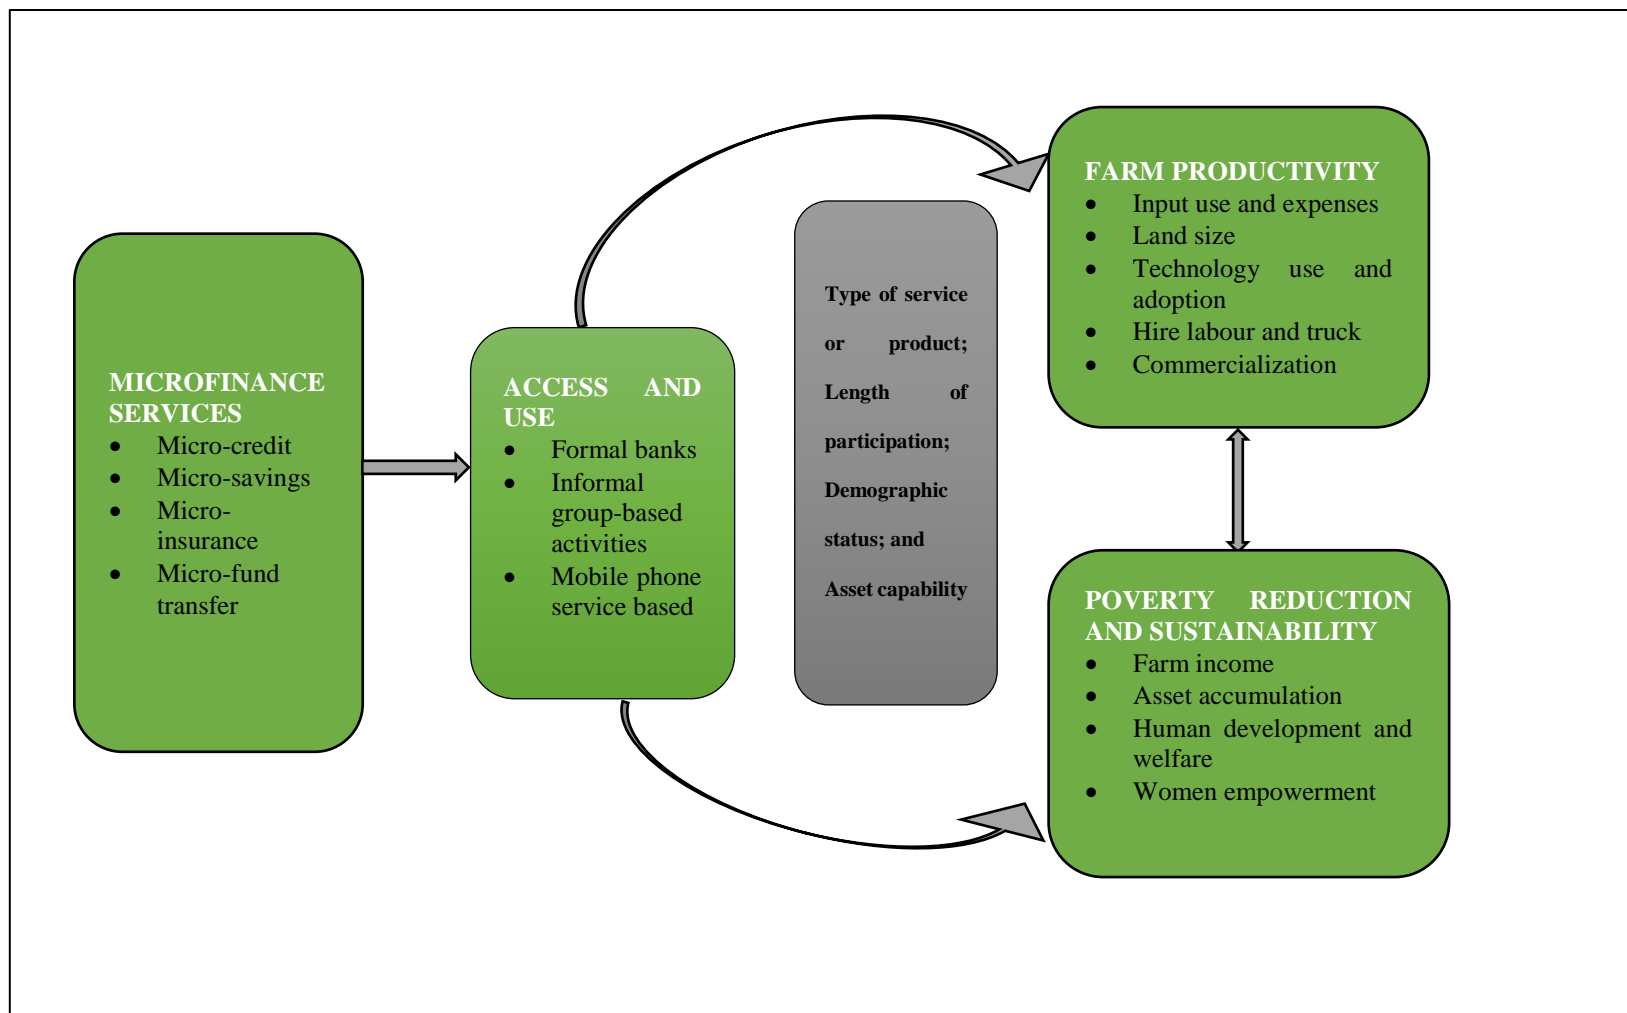 MICROFINANCE
SERVICES
• Micro-credit
• Micro-savings
• Micro-
insurance
• Micro-fund
transfer
ACCESS AND
USE
• Formal banks
• Informal
group-based
activities
• Mobile phone
service based
Type of service
or product;
Length of
participation;
Demographic
status; and
Asset capability
FARM PRODUCTIVITY
• Input use and expenses
• Land size
• Technology use and
adoption
• Hire labour and truck
• Commercialization
POVERTY REDUCTION
AND SUSTAINABILITY
• Farm income
• Asset accumulation
• Human development and
welfare
• Women empowerment